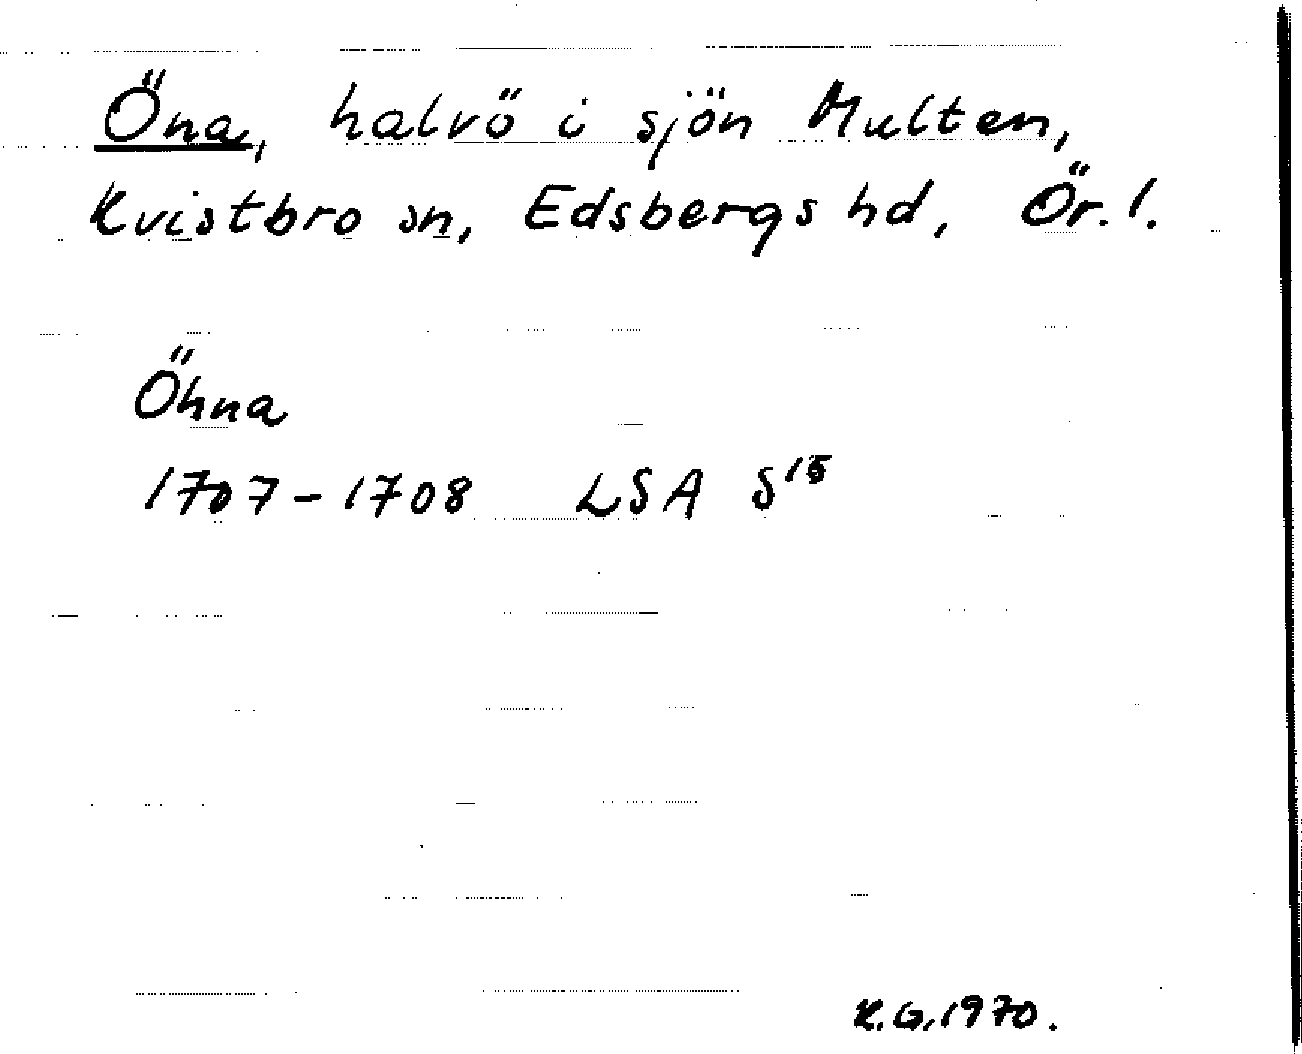 Öna, halvö i sjön Multen,
Kvistbro sn, Edsbergs hd, Ör. l.
Öhna
1707-1708 LSA S¹⁵
K.G. 1970.